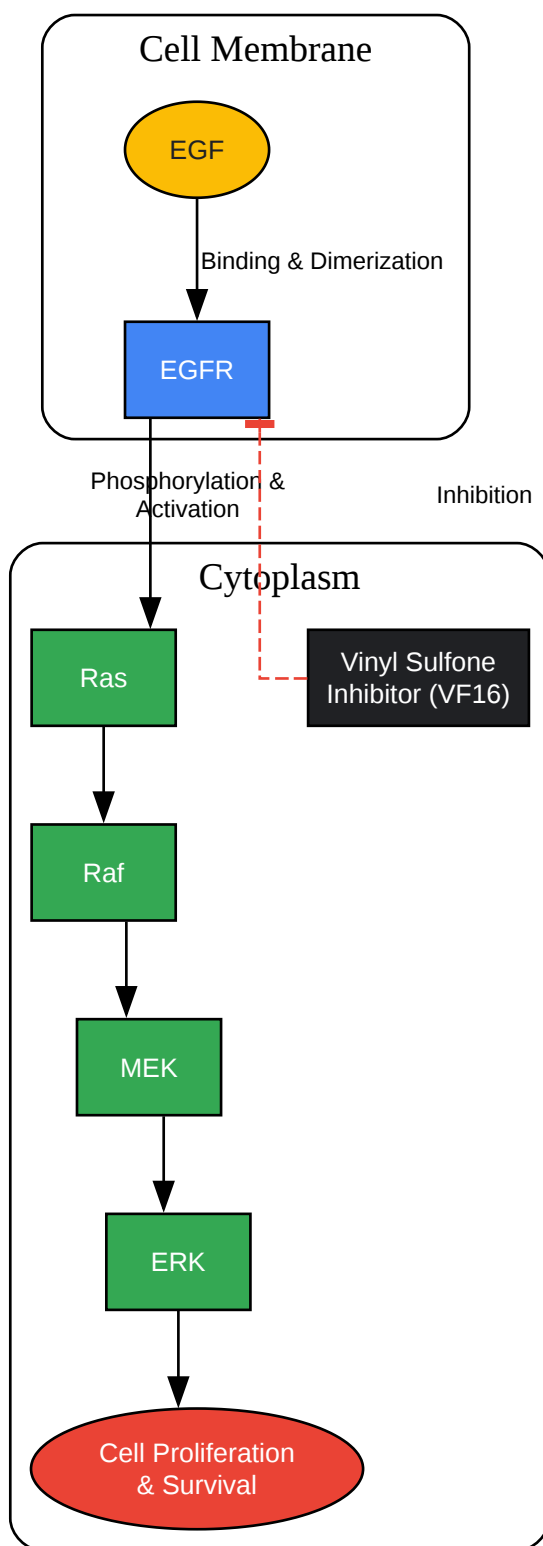 Cell Membrane
EGF
Binding & Dimerization
EGFR
Phosphorylation &
Activation
Inhibition
Cytoplasm
Ras
Vinyl Sulfone
Inhibitor (VF16)
Raf
MEK
ERK
Cell Proliferation
& Survival